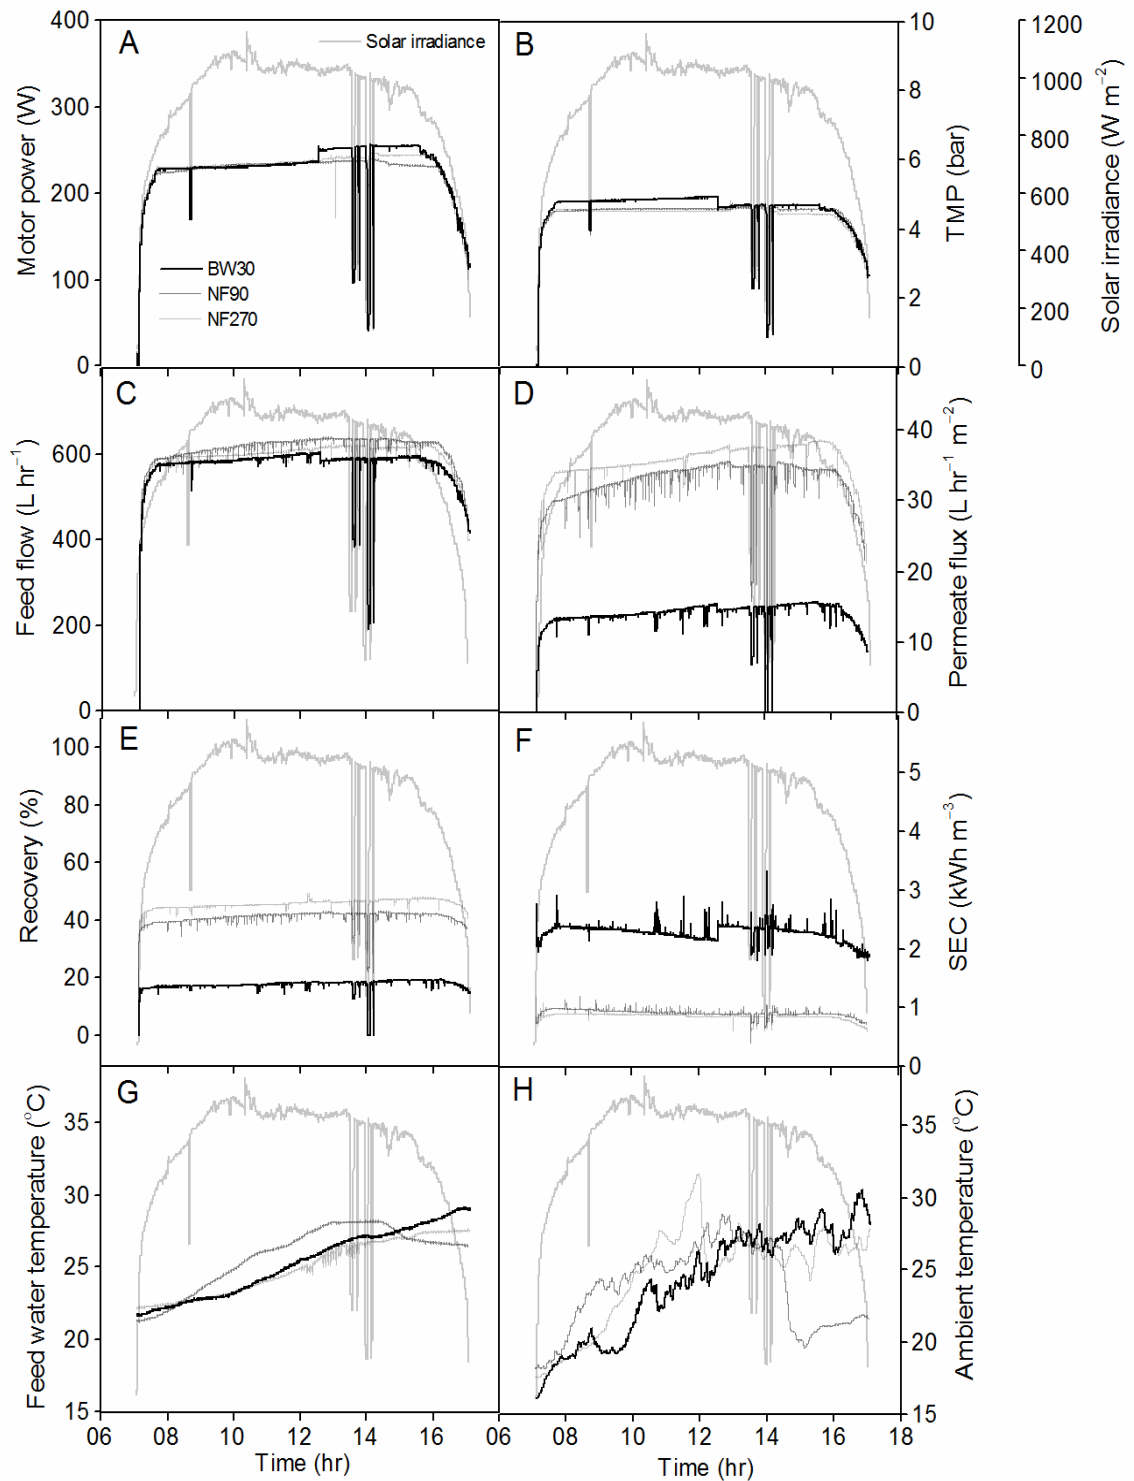 A
Solar irradiance
BW30
NF90
NF270
Motor power (W)
400
300
200
100
0
B
TMP (bar)
10
8
6
4
2
0
Solar irradiance (W m⁻²)
1200
1000
800
600
400
200
0
C
Feed flow (L hr⁻¹)
600
400
200
0
D
Permeate flux (L hr⁻¹ m⁻²)
40
30
20
10
0
E
Recovery (%)
100
80
60
40
20
0
F
SEC (kWh m⁻³)
5
4
3
2
1
0
G
Feed water temperature (°C)
35
30
25
20
15
H
Ambient temperature (°C)
35
30
25
20
15
06 08 10 12 14 16 06 08 10 12 14 16 18
Time (hr) Time (hr)